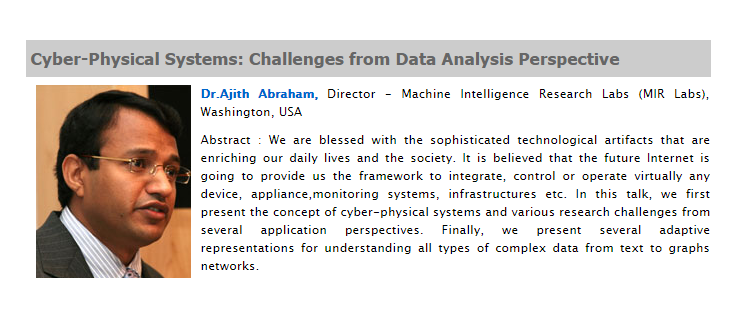 Cyber-Physical Systems: Challenges from Data Analysis Perspective
Dr.Ajith Abraham, Director - Machine Intelligence Research Labs (MIR Labs),
Washington, USA
Abstract : We are blessed with the sophisticated technological artifacts that are
enriching our daily lives and the society. It is believed that the future Internet is
going to provide us the framework to integrate, control or operate virtually any
device, appliance,monitoring systems, infrastructures etc. In this talk, we first
present the concept of cyber-physical systems and various research challenges from
several application perspectives. Finally, we present several adaptive
representations for understanding all types of complex data from text to graphs
networks.